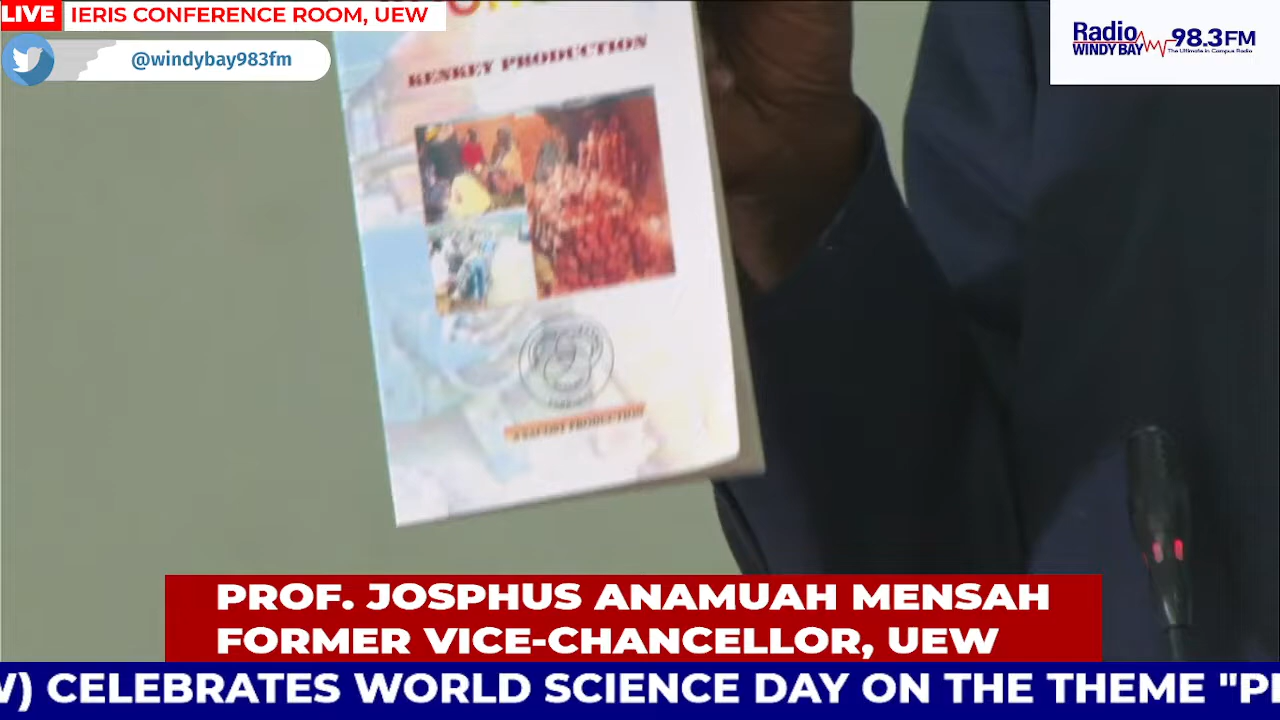 LIVE IERIS CONFERENCE ROOM, UEW
@windybay983fm
Radio
WINDY BAY 98.3FM
The Ultimate in Campus Radio
KENKEY PRODUCTION
PRODUCTION
PROF. JOSPHUS ANAMUAH MENSAH
FORMER VICE-CHANCELLOR, UEW
W) CELEBRATES WORLD SCIENCE DAY ON THE THEME "P